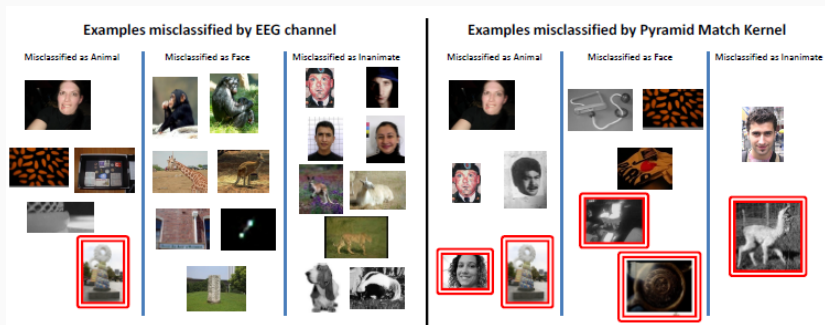 Examples misclassified by EEG channel
Misclassified as Animal
Misclassified as Face
Misclassified as Inanimate
Examples misclassified by Pyramid Match Kernel
Misclassified as Animal
Misclassified as Face
Misclassified as Inanimate